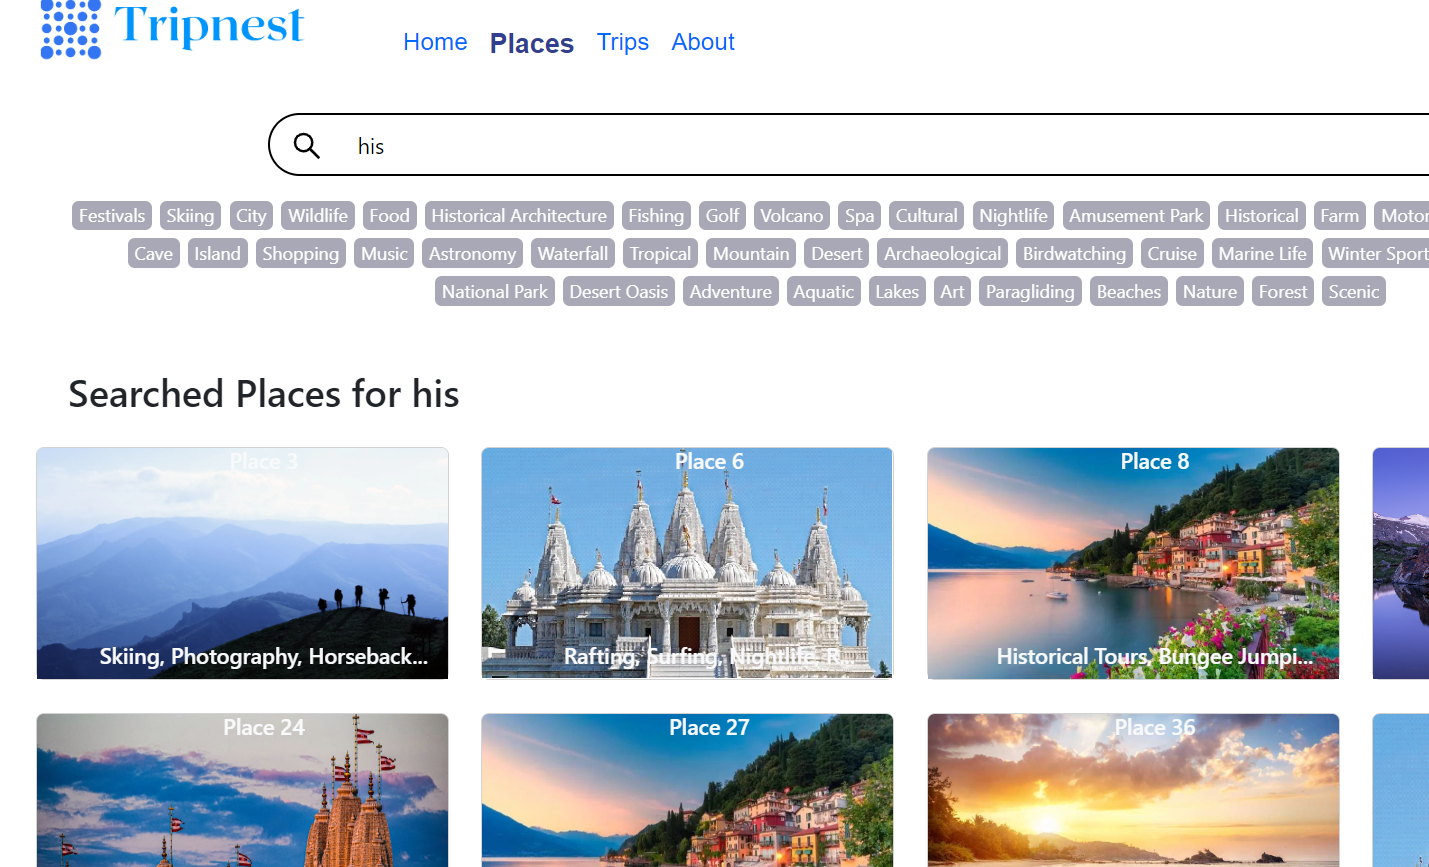 Tripnest
Home Places Trips About
his
Festivals Skiing City Wildlife Food Historical Architecture Fishing Golf Volcano Spa Cultural Nightlife Amusement Park Historical Farm Motor
Cave Island Shopping Music Astronomy Waterfall Tropical Mountain Desert Archaeological Birdwatching Cruise Marine Life Winter Sport
National Park Desert Oasis Adventure Aquatic Lakes Art Paragliding Beaches Nature Forest Scenic
Searched Places for his
Place 3 Place 6 Place 8
Skiing, Photography, Horseback... Rafting, Surfing, Nightlife, R... Historical Tours, Bungee Jumpi...
Place 24 Place 27 Place 36